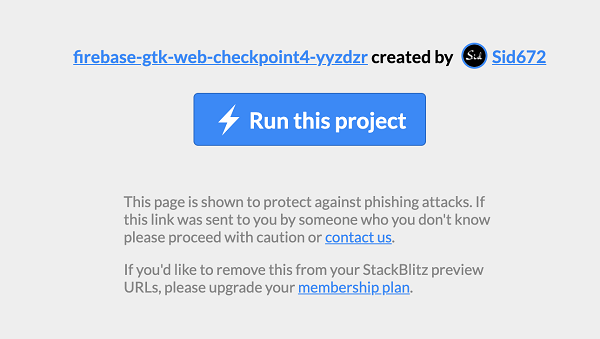 firebase-gtk-web-checkpoint4-yyzdzr created by Sid Sid672
Run this project
This page is shown to protect against phishing attacks. If
this link was sent to you by someone who you don't know
please proceed with caution or contact us.
If you'd like to remove this from your StackBlitz preview
URLs, please upgrade your membership plan.